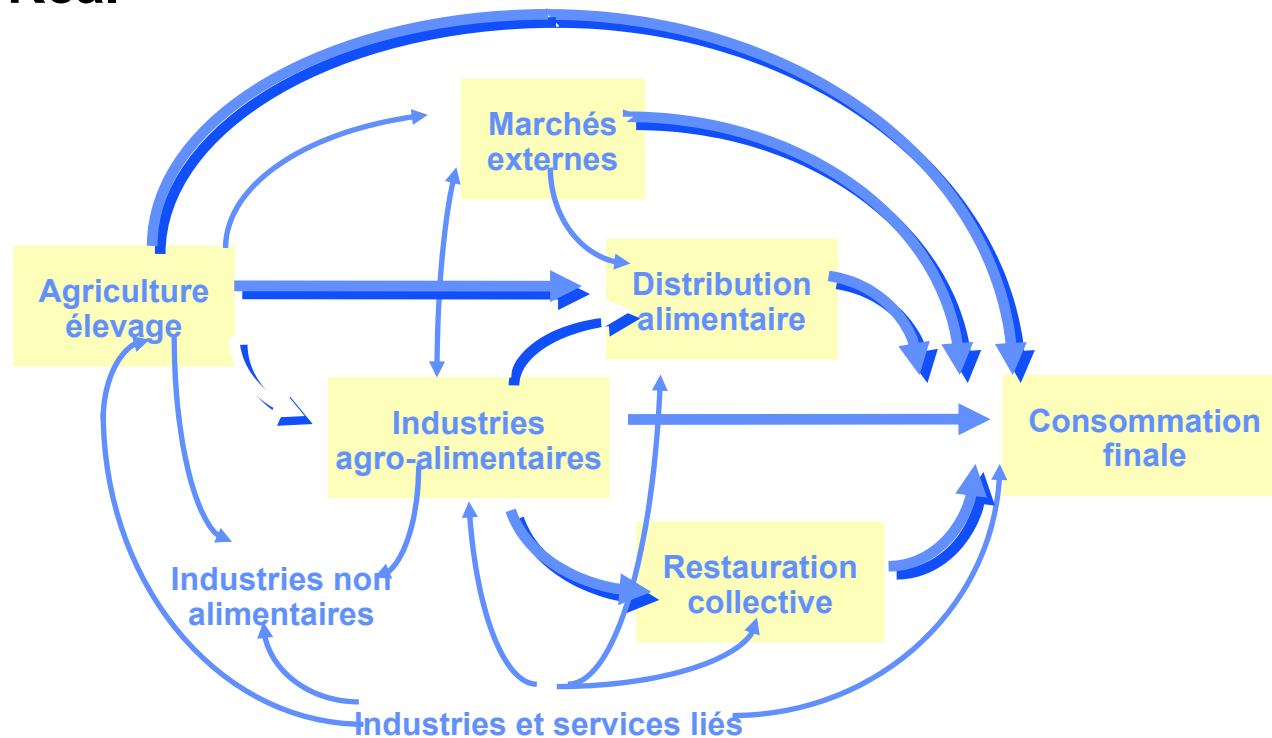 Marchés
externes
Agriculture
élevage
Distribution
alimentaire
Industries
agro-alimentaires
Consommation
finale
Restauration
collective
Industries non
alimentaires
Industries et services liés